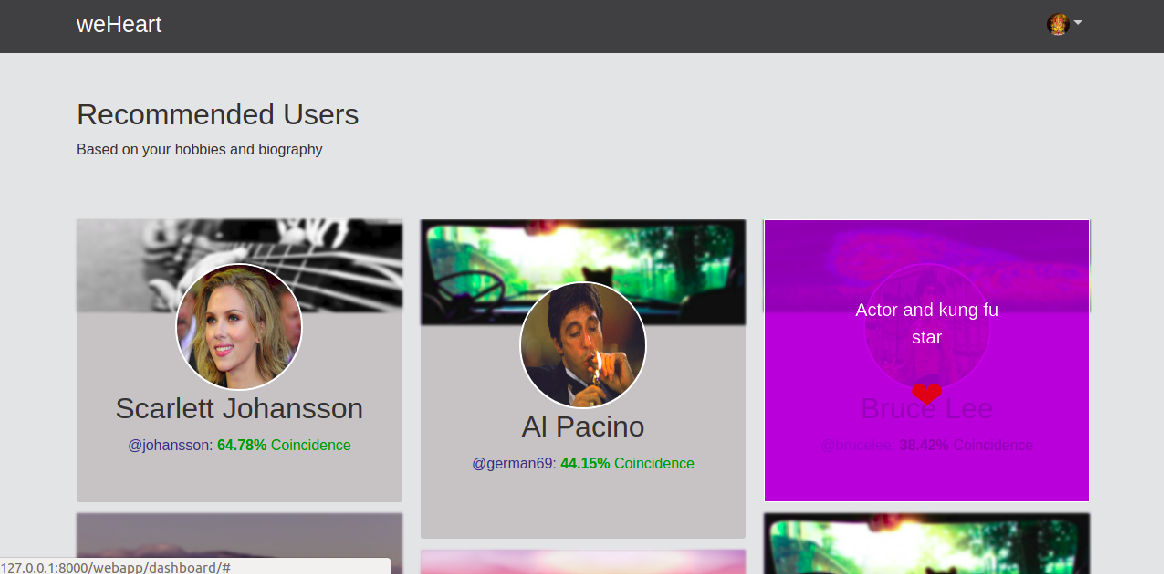 weHeart
Recommended Users
Based on your hobbies and biography
Scarlett Johansson
@johansson: 64.78% Coincidence
Al Pacino
@german69: 44.15% Coincidence
Actor and kung fu
star
Bruce Lee
@brucelee: 38.42% Coincidence
127.0.0.1:8000/webapp/dashboard/#